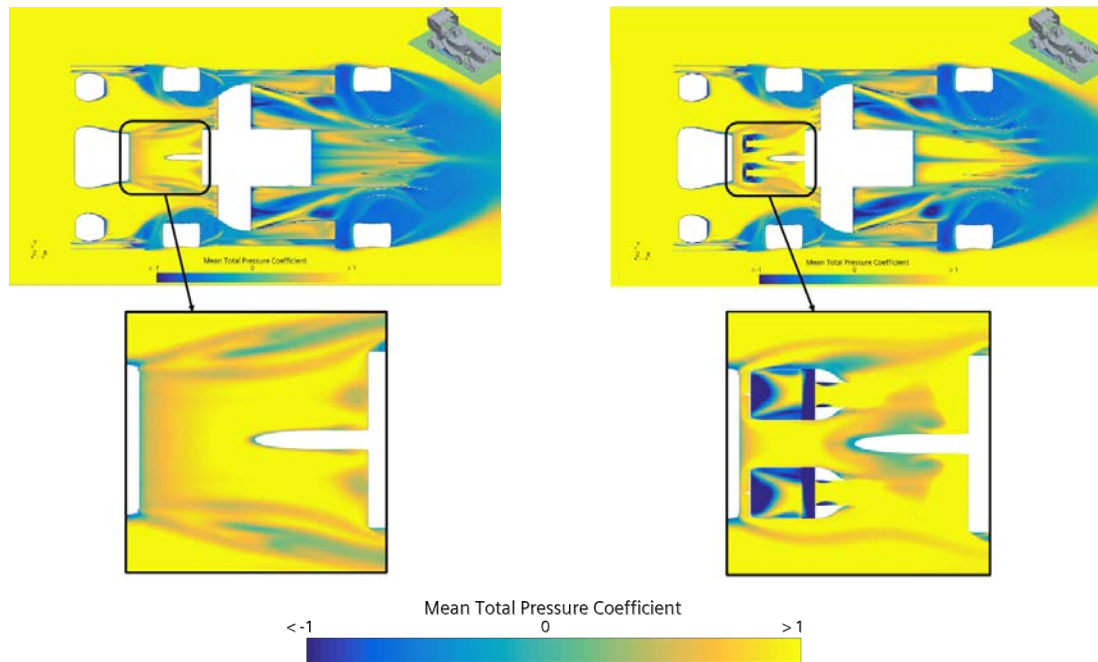 Mean Total Pressure Coefficient
< -1 0 > 1
Mean Total Pressure Coefficient
< -1 0 > 1
Mean Total Pressure Coefficient
< -1 0 > 1